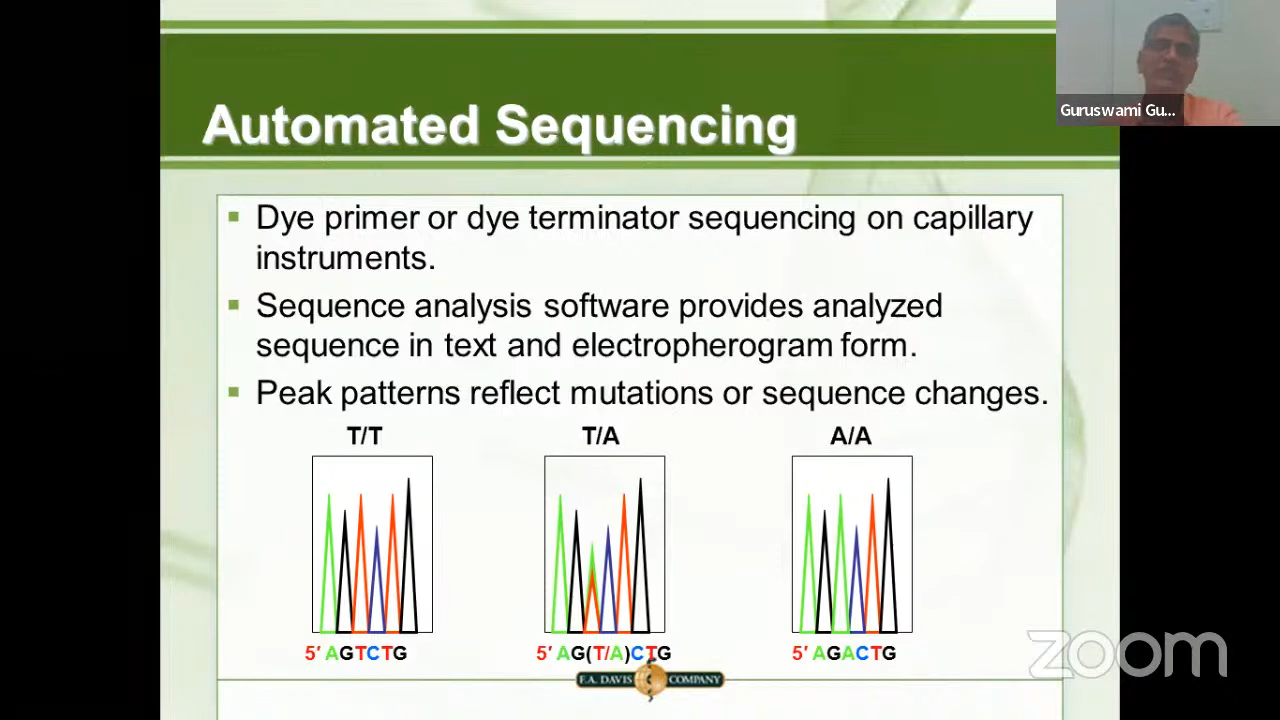 Automated Sequencing
Guruswami Gu...
▪ Dye primer or dye terminator sequencing on capillary
instruments.
▪ Sequence analysis software provides analyzed
sequence in text and electropherogram form.
▪ Peak patterns reflect mutations or sequence changes.
T/T T/A A/A
5′ AGTCTG 5′ AG(T/A)CTG 5′ AGACTG
F.A. DAVIS COMPANY
zoom